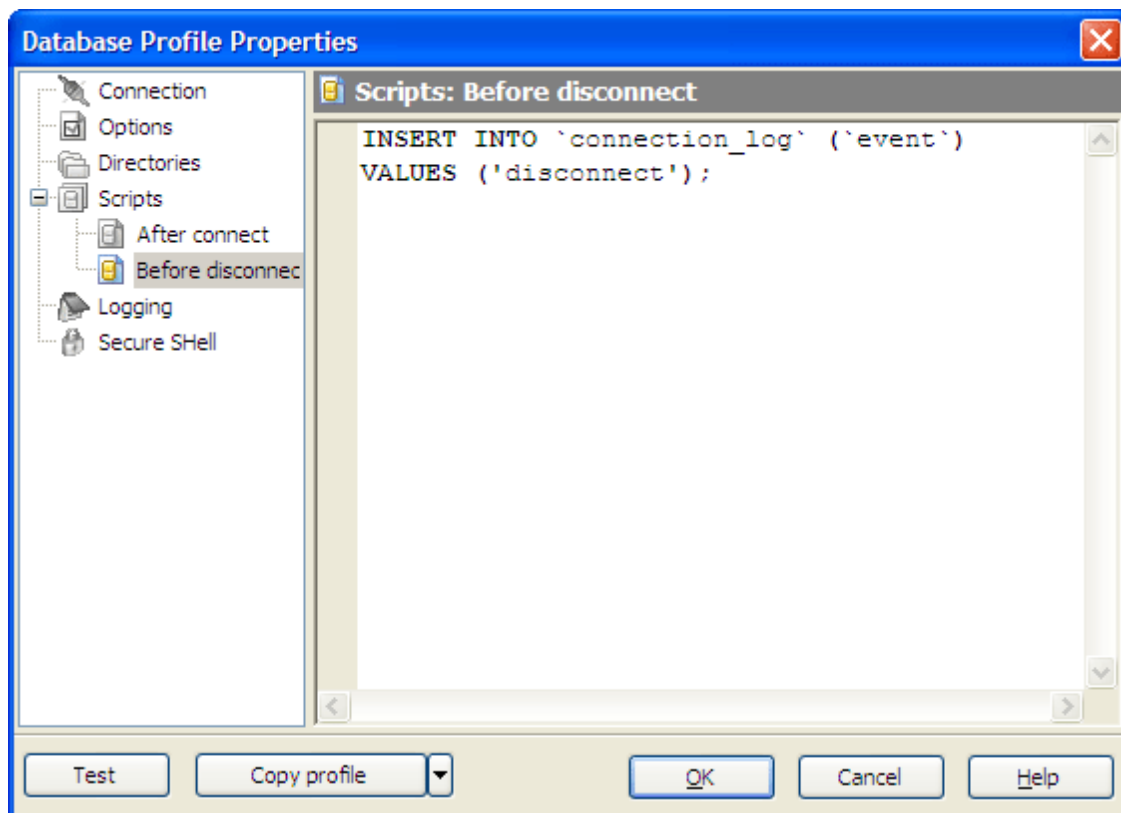 Database Profile Properties
Connection
Options
Directories
Scripts
After connect
Before disconnec
Logging
Secure SHell
Scripts: Before disconnect
INSERT INTO `connection_log` (`event`)
VALUES ('disconnect');
Test
Copy profile
OK
Cancel
Help